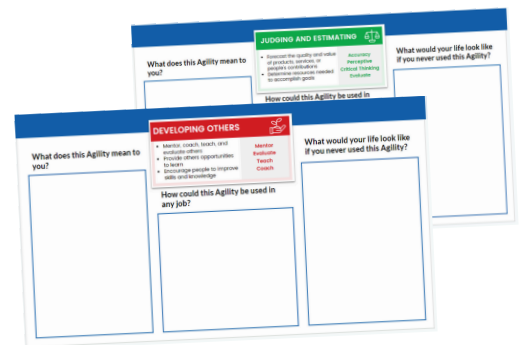 What does this Agility mean to
you?
JUDGING AND ESTIMATING
• Forecast the quality and value
of products, services, or
people's contributions
• Determine resources needed
to accomplish goals
Accuracy
Perceptive
Critical Thinking
Evaluate
How could this Agility be used in
What would your life look like
if you never used this Agility?
What does this Agility mean to
you?
DEVELOPING OTHERS
• Mentor, coach, teach, and
evaluate others
• Provide others opportunities
to learn
• Encourage people to improve
skills and knowledge
Mentor
Evaluate
Teach
Coach
How could this Agility be used in
any job?
What would your life look like
if you never used this Agility?